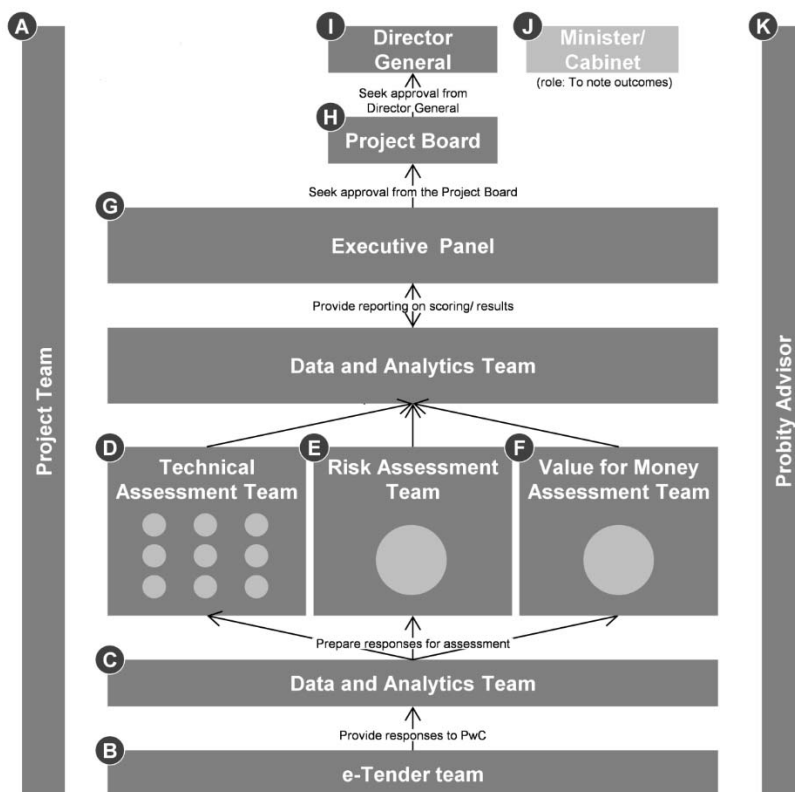 A
I
Director
General
J
Minister/
Cabinet
(role: To note outcomes)
K
Seek approval from
Director General
H
Project Board
Seek approval from the Project Board
G
Executive Panel
Provide reporting on scoring/ results
Data and Analytics Team
Project Team
Probity Advisor
D
Technical
Assessment Team
E
Risk Assessment
Team
F
Value for Money
Assessment Team
Prepare responses for assessment
C
Data and Analytics Team
Provide responses to PwC
B
e-Tender team